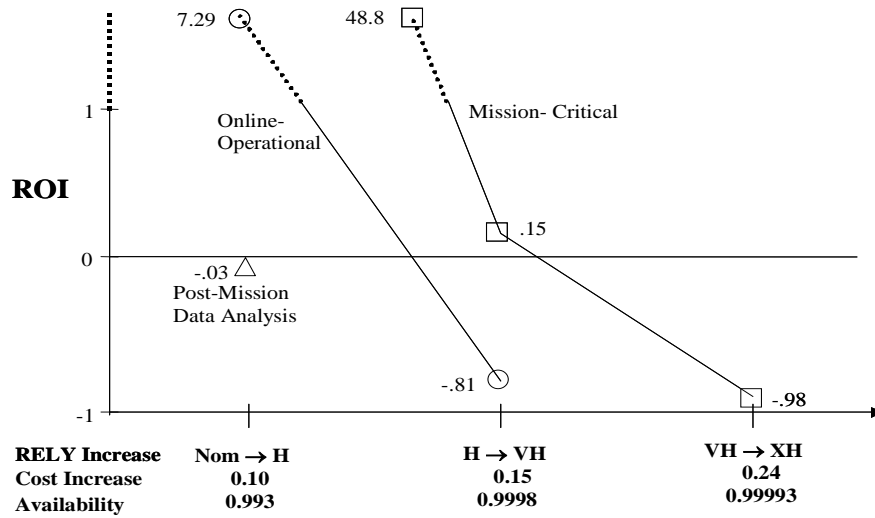 7.29
48.8
1
Online-
Operational
Mission- Critical
ROI
.15
0
-.03
Post-Mission
Data Analysis
-.81
-.98
-1
RELY Increase Nom → H H → VH VH → XH
Cost Increase 0.10 0.15 0.24
Availability 0.993 0.9998 0.99993